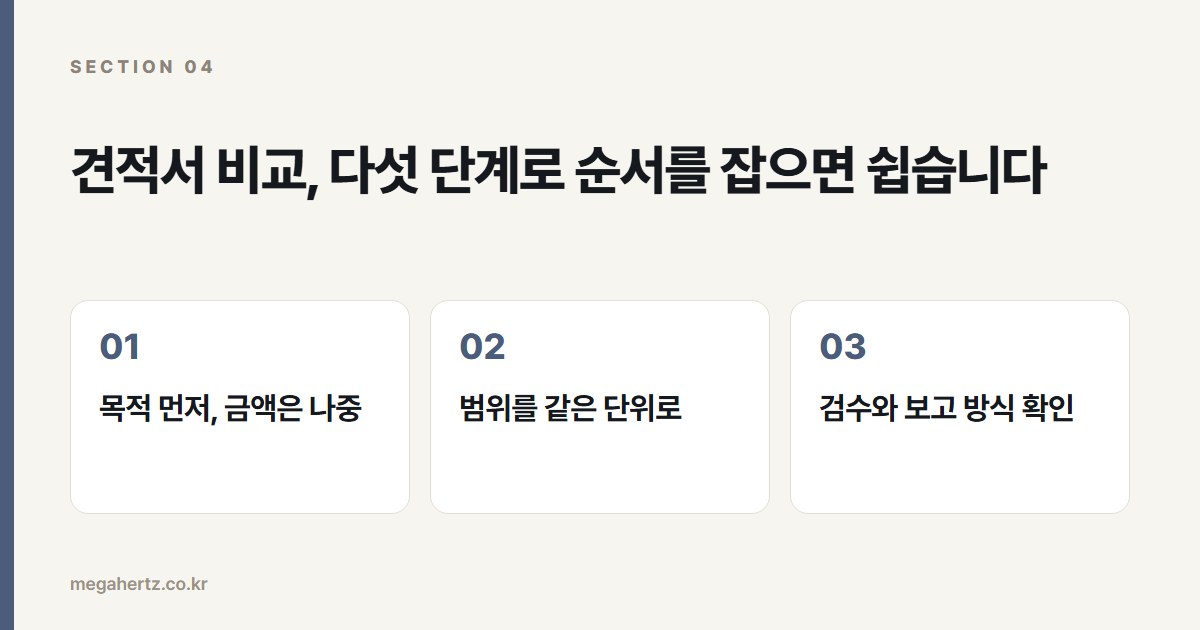 SECTION 04
견적서 비교, 다섯 단계로 순서를 잡으면 쉽습니다
01
목적 먼저, 금액은 나중
02
범위를 같은 단위로
03
검수와 보고 방식 확인
megahertz.co.kr